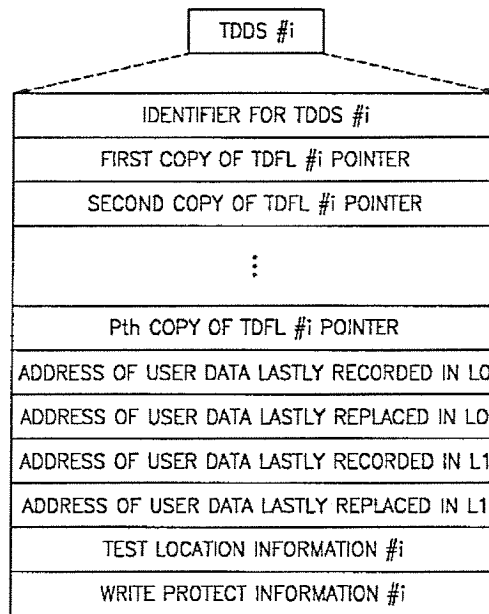 TDDS #i
IDENTIFIER FOR TDDS #i
FIRST COPY OF TDFL #i POINTER
SECOND COPY OF TDFL #i POINTER
⋮
Pth COPY OF TDFL #i POINTER
ADDRESS OF USER DATA LASTLY RECORDED IN L0
ADDRESS OF USER DATA LASTLY REPLACED IN L0
ADDRESS OF USER DATA LASTLY RECORDED IN L1
ADDRESS OF USER DATA LASTLY REPLACED IN L1
TEST LOCATION INFORMATION #i
WRITE PROTECT INFORMATION #i